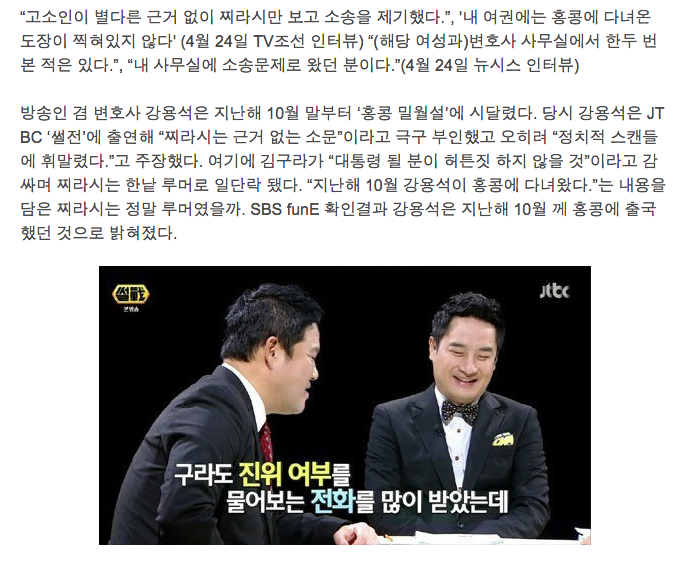 “고소인이 별다른 근거 없이 찌라시만 보고 소송을 제기했다.”, '내 여권에는 홍콩에 다녀온
도장이 찍혀있지 않다' (4월 24일 TV조선 인터뷰) “(해당 여성과)변호사 사무실에서 한두 번
본 적은 있다.”, “내 사무실에 소송문제로 왔던 분이다.”(4월 24일 뉴시스 인터뷰)
방송인 겸 변호사 강용석은 지난해 10월 말부터 ‘홍콩 밀월설’에 시달렸다. 당시 강용석은 JT
BC ‘썰전’에 출연해 “찌라시는 근거 없는 소문”이라고 극구 부인했고 오히려 “정치적 스캔들
에 휘말렸다.”고 주장했다. 여기에 김구라가 “대통령 될 분이 허튼짓 하지 않을 것”이라고 감
싸며 찌라시는 한낱 루머로 일단락 됐다. “지난해 10월 강용석이 홍콩에 다녀왔다.”는 내용을
담은 찌라시는 정말 루머였을까. SBS funE 확인결과 강용석은 지난해 10월 께 홍콩에 출국
했던 것으로 밝혀졌다.
썰戰
본방송
jtbc
구라도 진위 여부를
물어보는 전화를 많이 받았는데